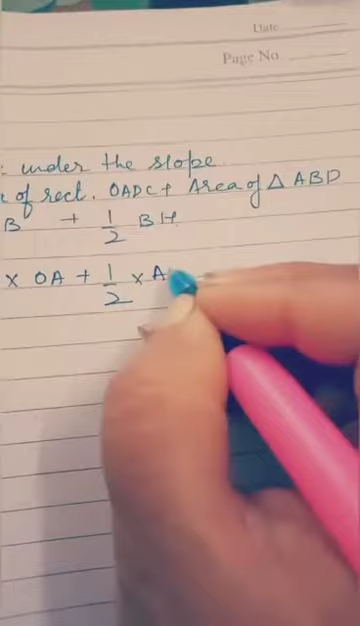 Date
Page No.
under the slope
of rect. OADC + Area of Δ ABD
B + 1/2 BH
x OA + 1/2 x A